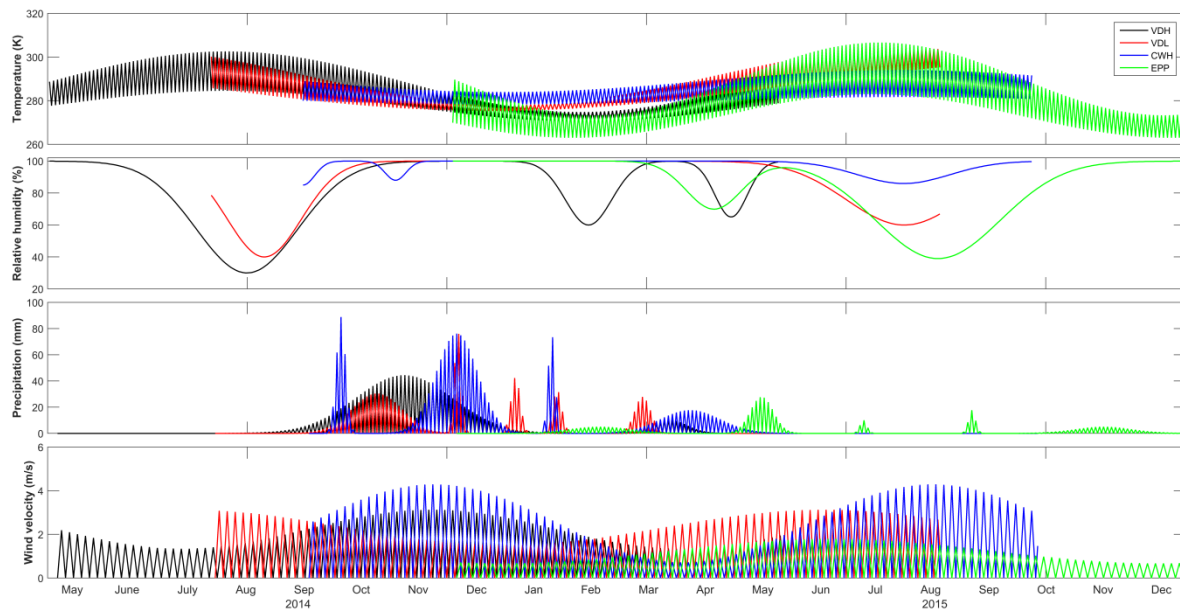 320
300
280
260
Temperature (K)
VDH
VDL
CWH
EPP
100
80
60
40
20
Relative humidity (%)
100
80
60
40
20
0
Precipitation (mm)
6
4
2
0
Wind velocity (m/s)
May June July Aug Sep Oct Nov Dec Jan Feb Mar Apr May Jun Jul Aug Sep Oct Nov Dec
2014 2015